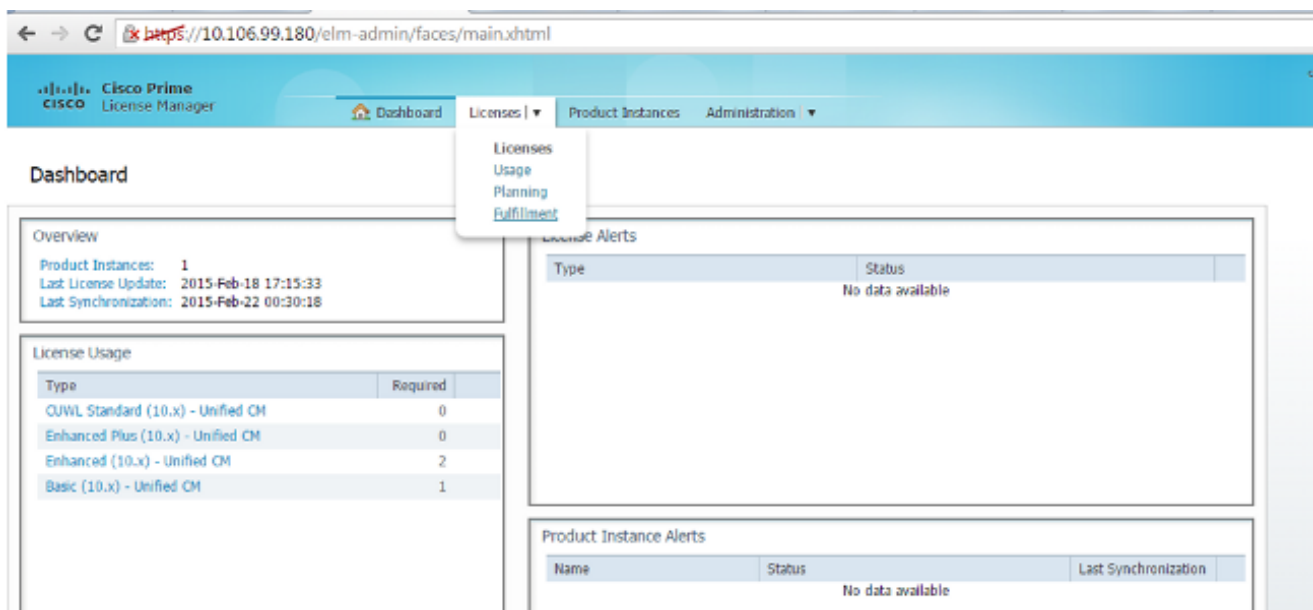 https://10.106.99.180/elm-admin/faces/main.xhtml
Cisco Prime
CISCO License Manager
Dashboard Licenses ▼ Product Instances Administration ▼
Licenses
Usage
Planning
Fulfillment
Dashboard
Overview
Product Instances: 1
Last License Update: 2015-Feb-18 17:15:33
Last Synchronization: 2015-Feb-22 00:30:18
License Usage
Type Required
CUWL Standard (10.x) - Unified CM 0
Enhanced Plus (10.x) - Unified CM 0
Enhanced (10.x) - Unified CM 2
Basic (10.x) - Unified CM 1
License Alerts
Type Status
No data available
Product Instance Alerts
Name Status Last Synchronization
No data available